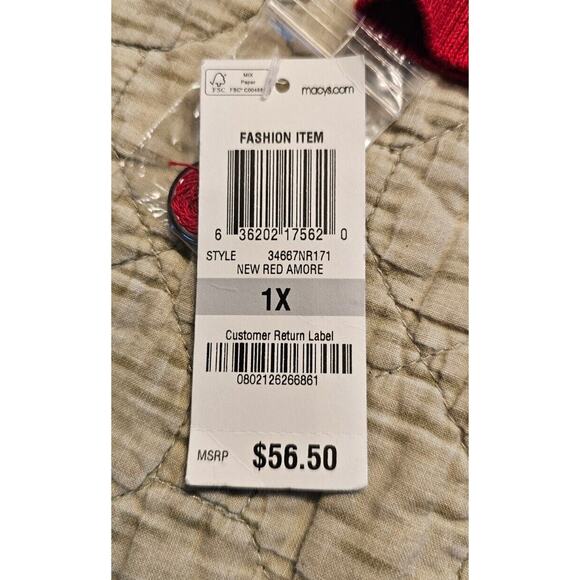 MIX
Paper
FSC
macys.com
FASHION ITEM
6 36202 17562 0
STYLE 34667NR171
NEW RED AMORE
1X
Customer Return Label
0802126266861
MSRP $56.50